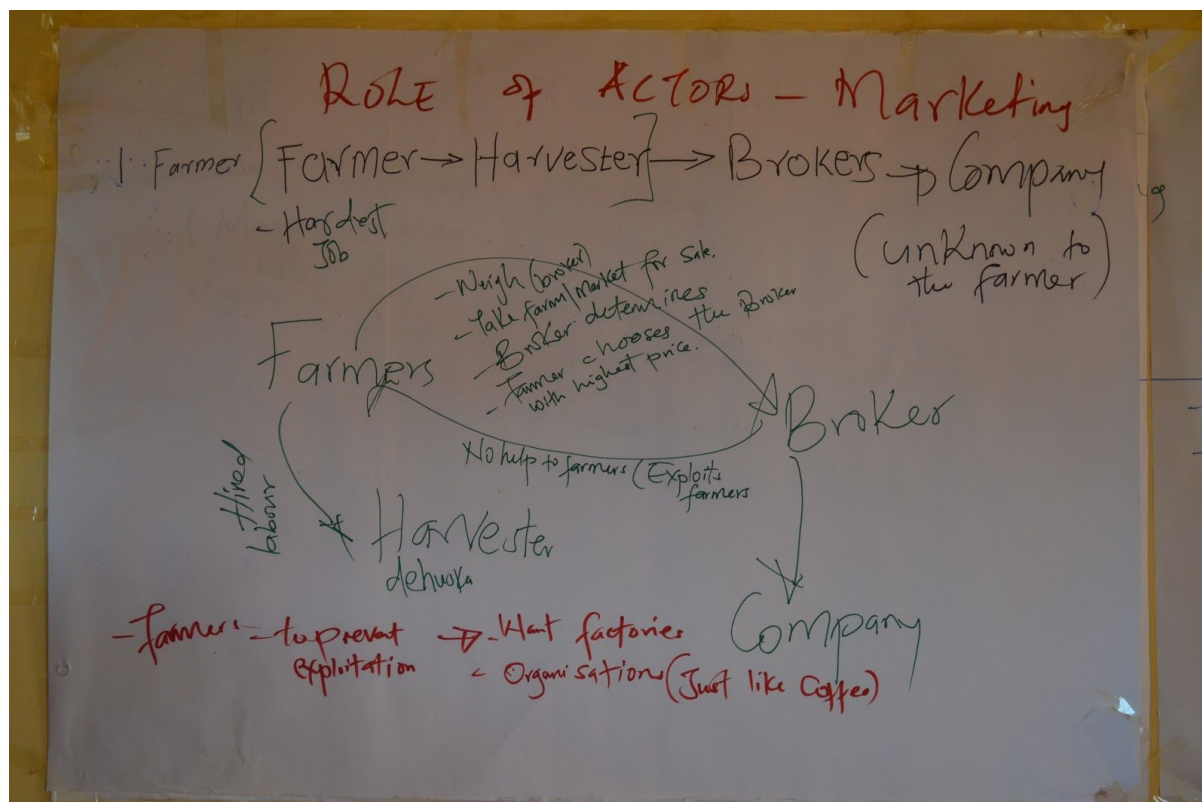 ROLE of ACTORS - Marketing
1. Farmer [Farmer → Harvester] → Brokers → Company
- Hardest
Job
(unknown to
the farmer)
- Weigh (broker)
- Take farm/market for sale.
- Broker determines
- Farmer chooses the Broker
with highest price.
Farmers
Broker
No help to farmers (Exploits
farmers
Hired
labour
Harvester
Company
- Farmers - to prevent → - Want factories
exploitation - Organisations (Just like Coffee)